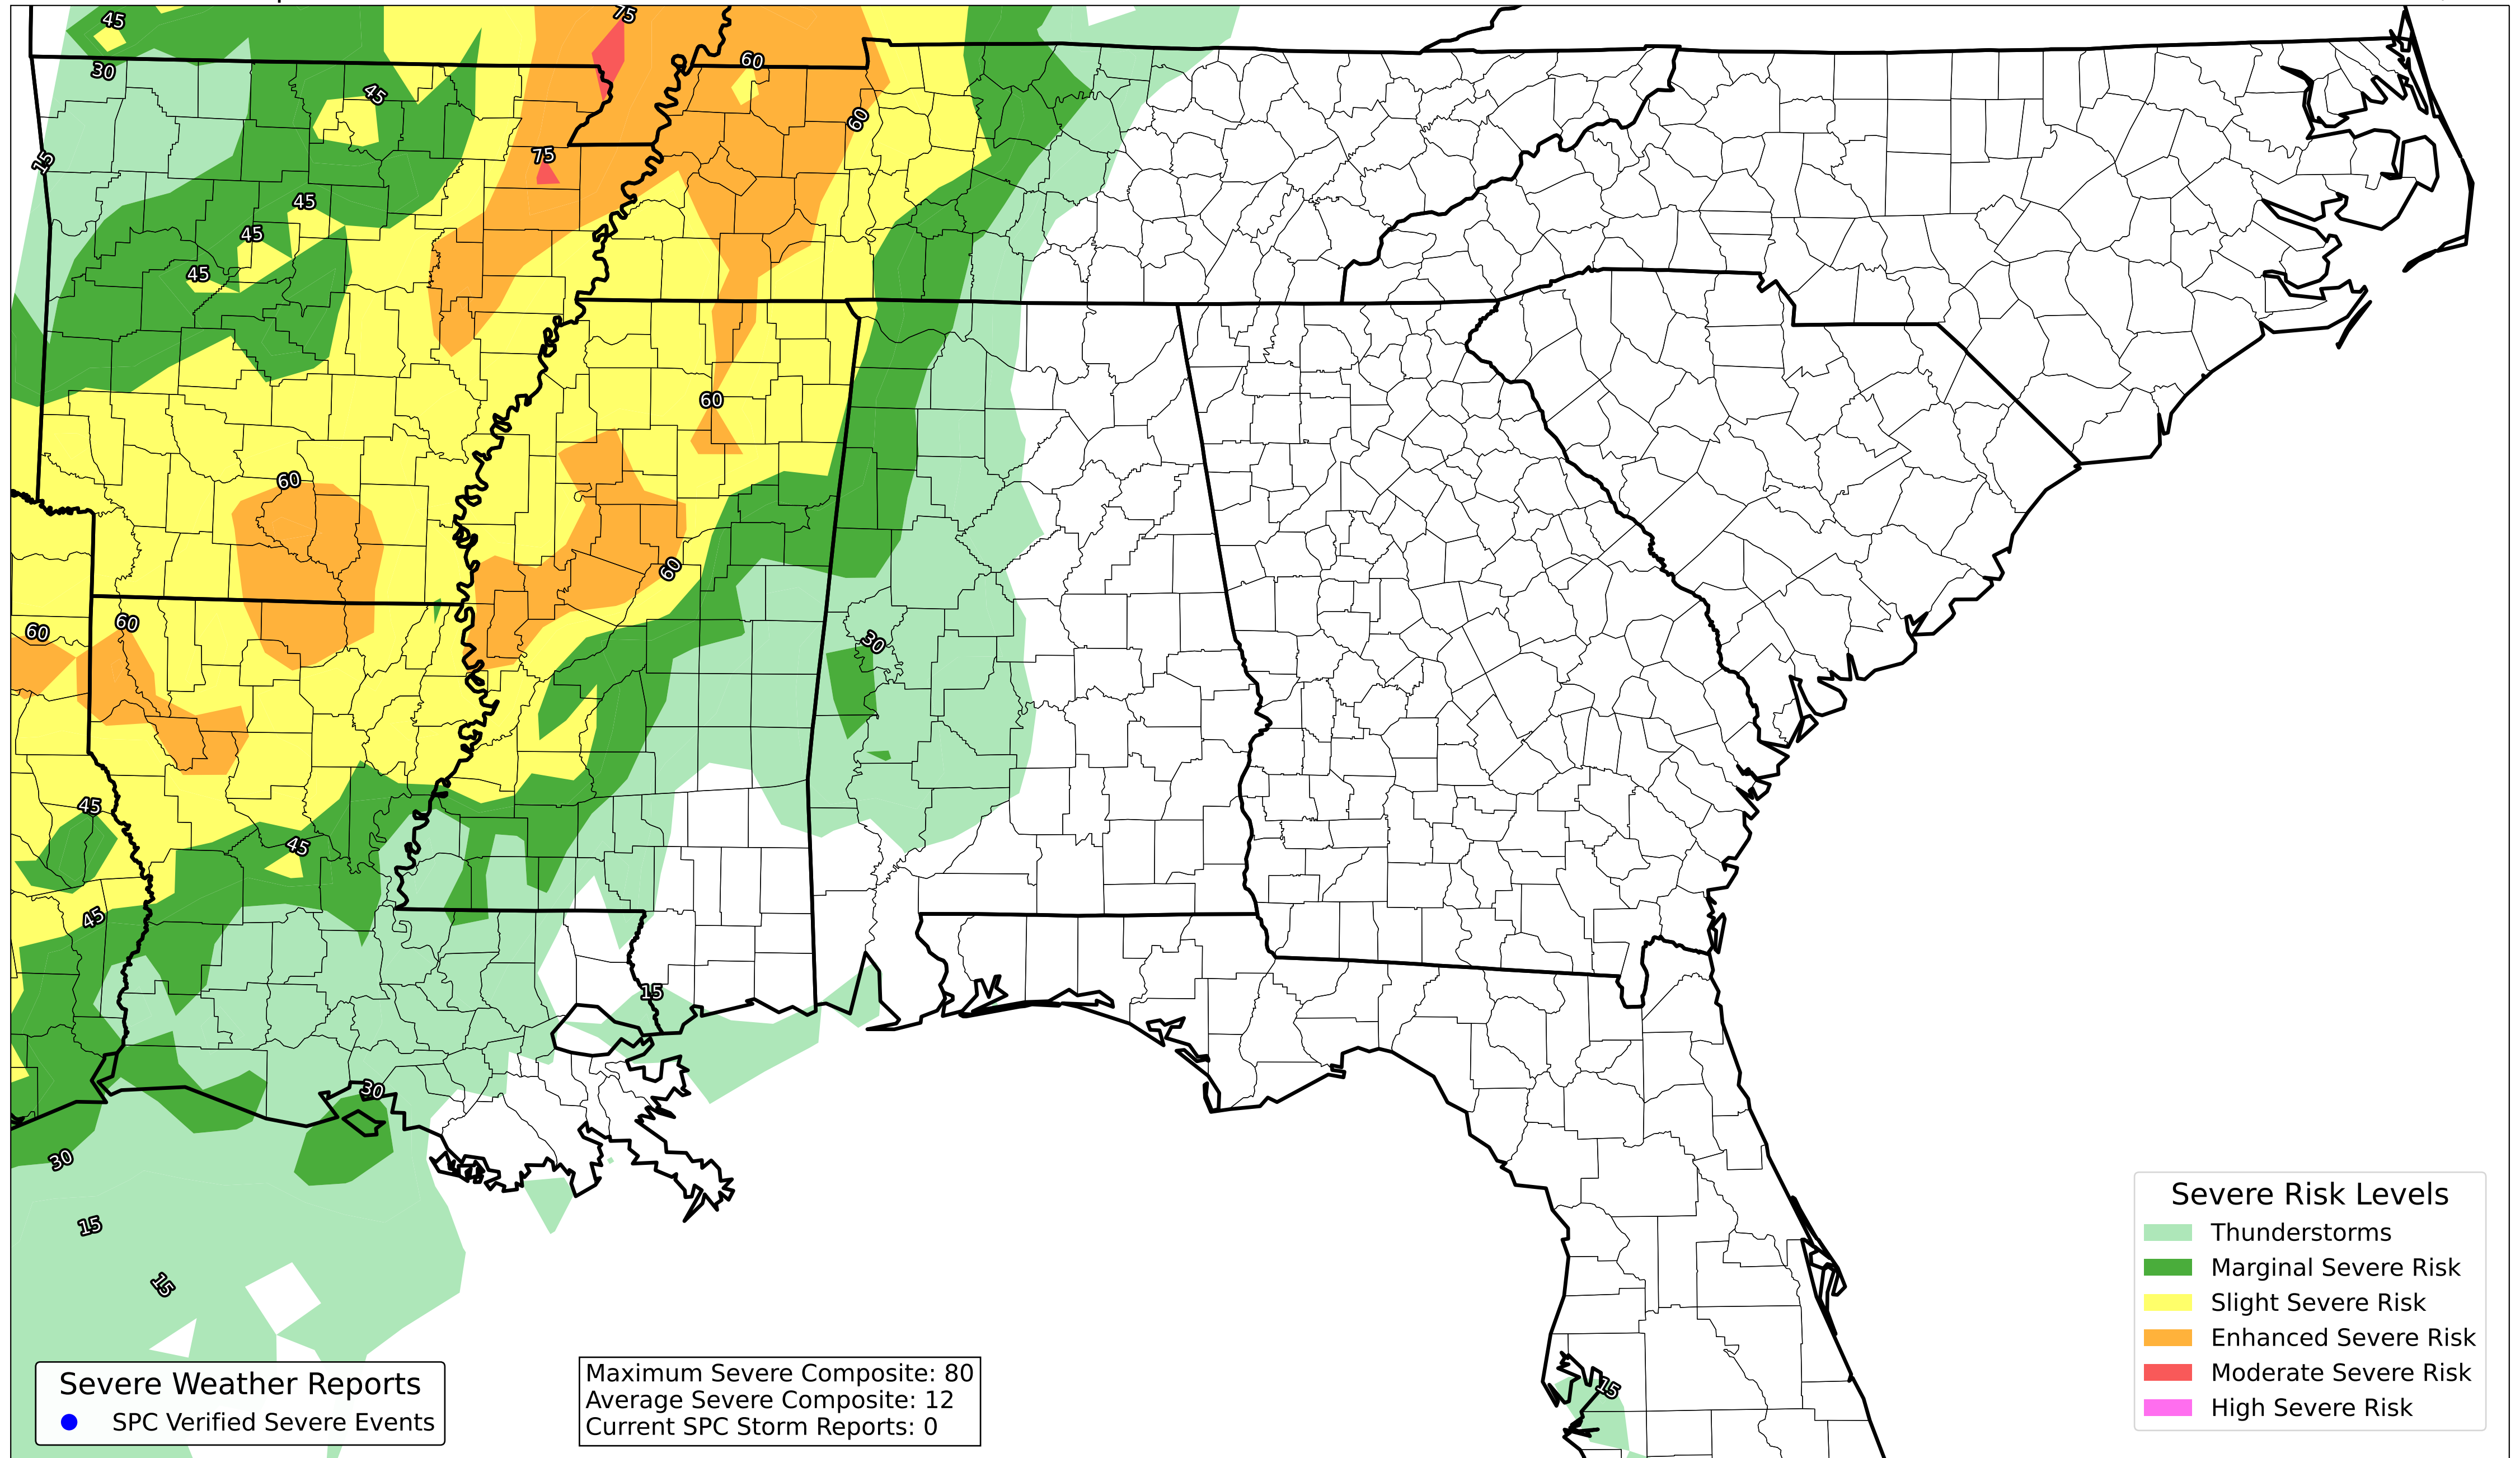 45
75
30
60
45
60
15
75
45
45
45
60
60
60
30
60
60
45
45
45
15
30
30
15
15
15
Severe Risk Levels
Thunderstorms
Marginal Severe Risk
Slight Severe Risk
Enhanced Severe Risk
Moderate Severe Risk
High Severe Risk
Severe Weather Reports
SPC Verified Severe Events
Maximum Severe Composite: 80
Average Severe Composite: 12
Current SPC Storm Reports: 0